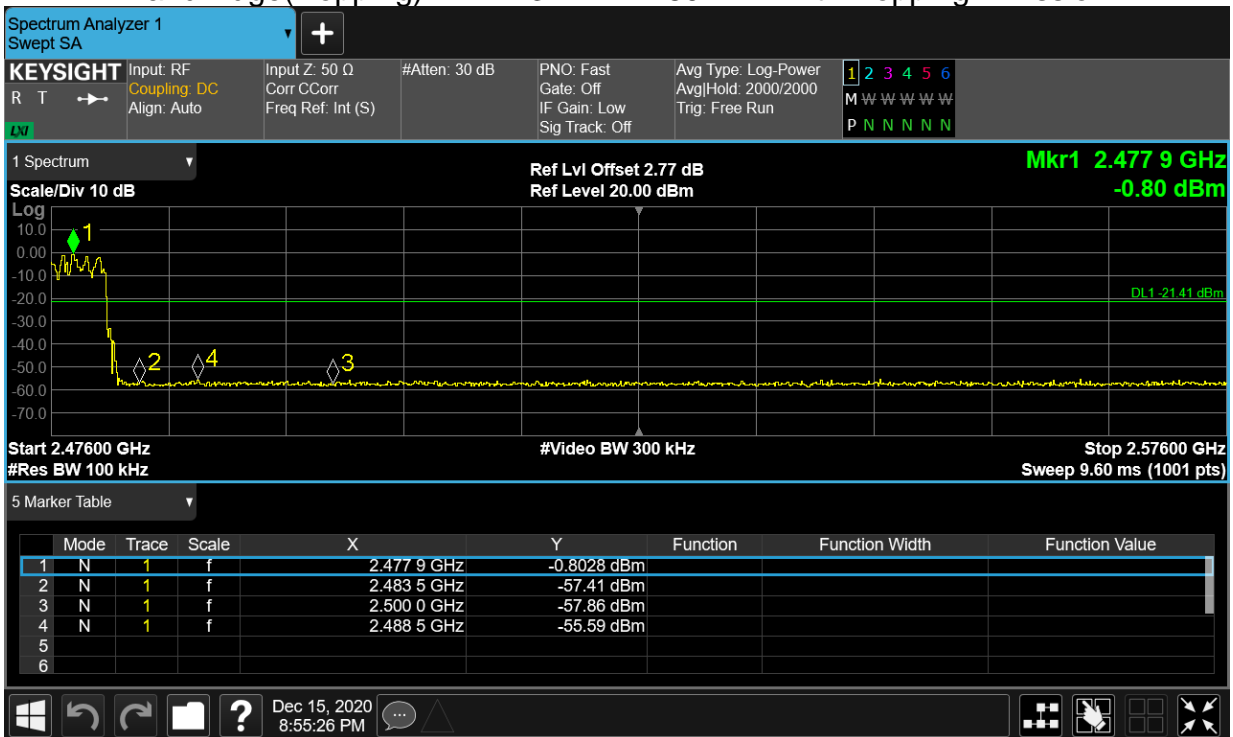 Spectrum Analyzer 1
Swept SA
KEYSIGHT
R T
LXI
Input: RF
Coupling: DC
Align: Auto
Input Z: 50 Ω
Corr CCorr
Freq Ref: Int (S)
#Atten: 30 dB
PNO: Fast
Gate: Off
IF Gain: Low
Sig Track: Off
Avg Type: Log-Power
Avg|Hold: 2000/2000
Trig: Free Run
1 2 3 4 5 6
M W W W W W
P N N N N N
1 Spectrum
Scale/Div 10 dB
Ref Lvl Offset 2.77 dB
Ref Level 20.00 dBm
Mkr1 2.477 9 GHz
-0.80 dBm
Log
10.0
0.00
-10.0
-20.0
-30.0
-40.0
-50.0
-60.0
-70.0
1
2
4
3
DL1 -21.41 dBm
Start 2.47600 GHz
#Res BW 100 kHz
#Video BW 300 kHz
Stop 2.57600 GHz
Sweep 9.60 ms (1001 pts)
5 Marker Table
Mode Trace Scale X Y Function Function Width Function Value
1 N 1 f 2.477 9 GHz -0.8028 dBm
2 N 1 f 2.483 5 GHz -57.41 dBm
3 N 1 f 2.500 0 GHz -57.86 dBm
4 N 1 f 2.488 5 GHz -55.59 dBm
5
6
?
Dec 15, 2020
8:55:26 PM